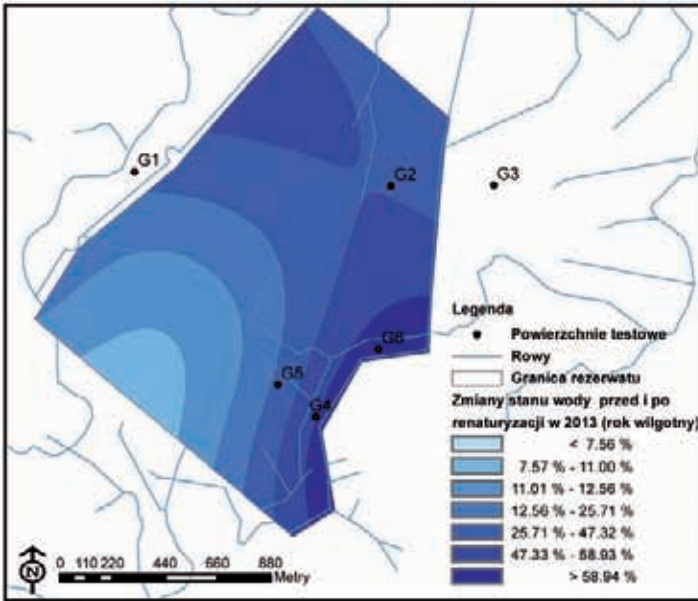 G1
G2
G3
G6
G5
G4
Legenda
Powierzchnie testowe
Rowy
Granica rezerwatu
Zmiany stanu wody przed i po
renaturyzacji w 2013 (rok wilgotny)
< 7.56 %
7.57 % - 11.00 %
11.01 % - 12.56 %
12.56 % - 25.71 %
25.71 % - 47.32 %
47.33 % - 58.93 %
> 58.94 %
N
0 110 220 440 660 880
Metry